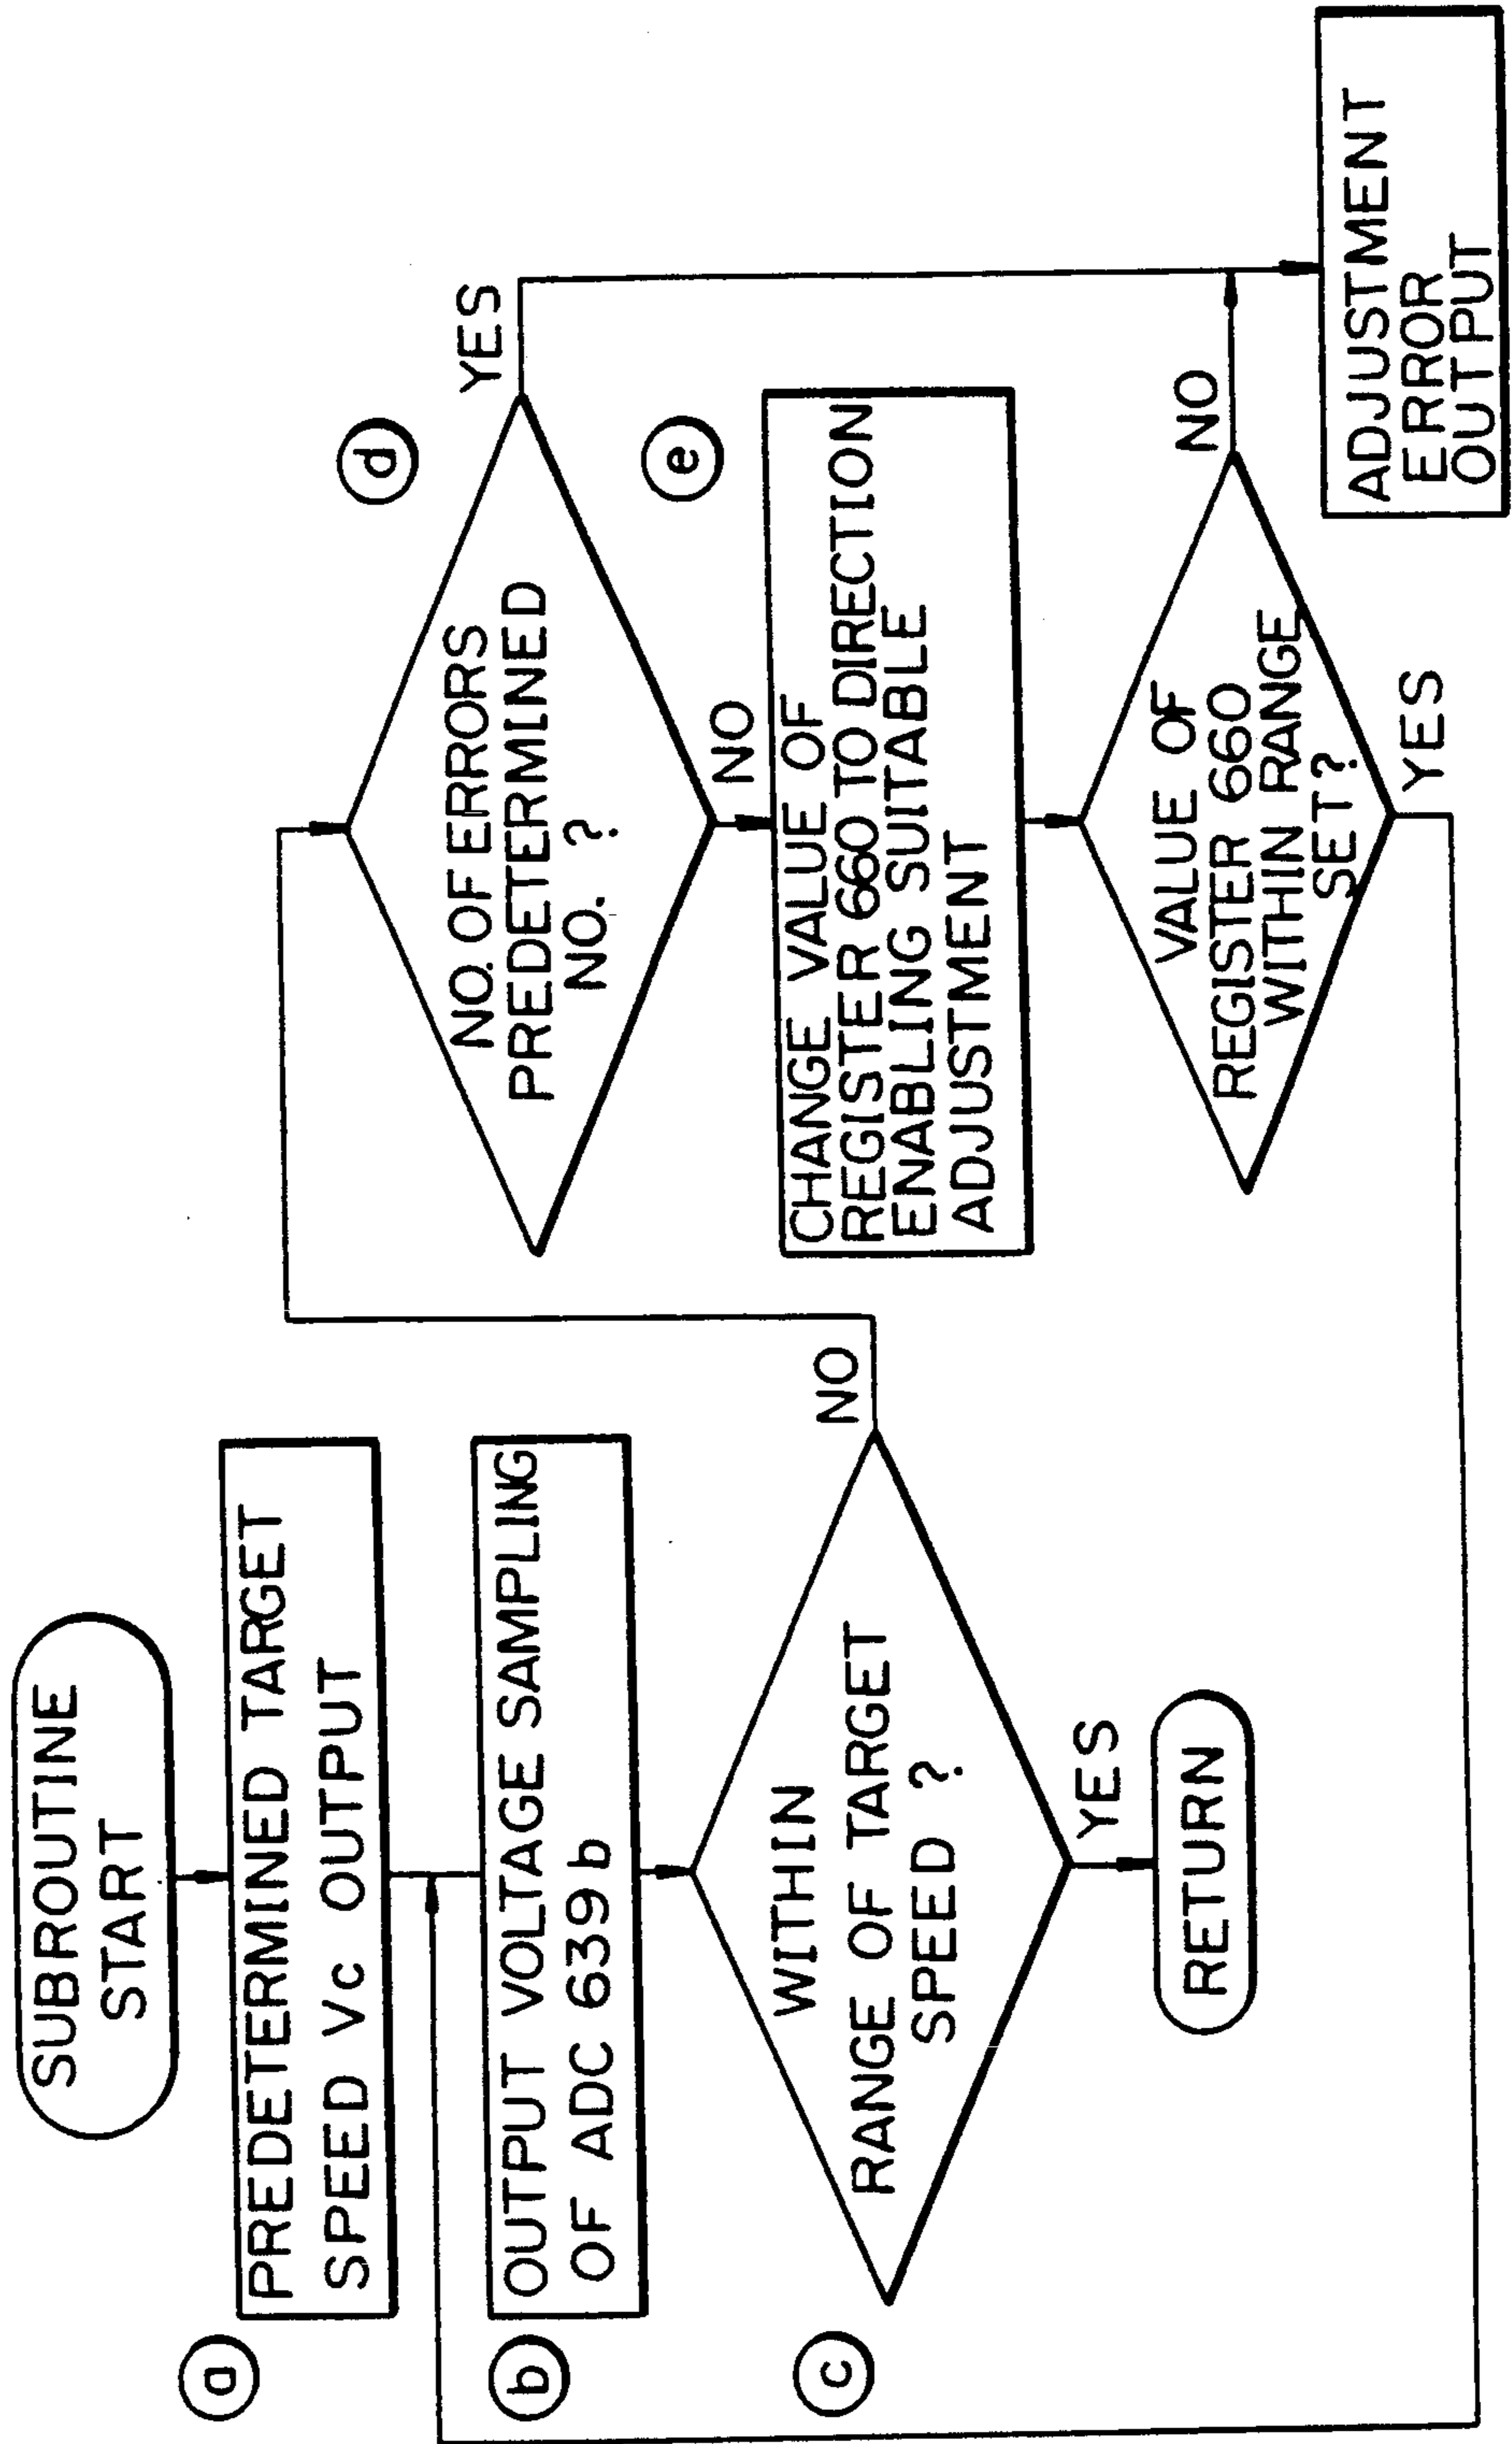 SUBROUTINE
START
ⓐ
PREDETERMINED TARGET
SPEED Vc OUTPUT
ⓑ
OUTPUT VOLTAGE SAMPLING
OF ADC 639 b
ⓒ
WITHIN
RANGE OF TARGET
SPEED ?
NO
YES
RETURN
ⓓ
NO. OF ERRORS
PREDETERMINED
NO. ?
YES
NO
ⓔ
CHANGE VALUE OF
REGISTER 660 TO DIRECTION
ENABLING SUITABLE
ADJUSTMENT
VALUE OF
REGISTER 660
WITHIN RANGE
SET?
NO
YES
ADJUSTMENT
ERROR
OUTPUT